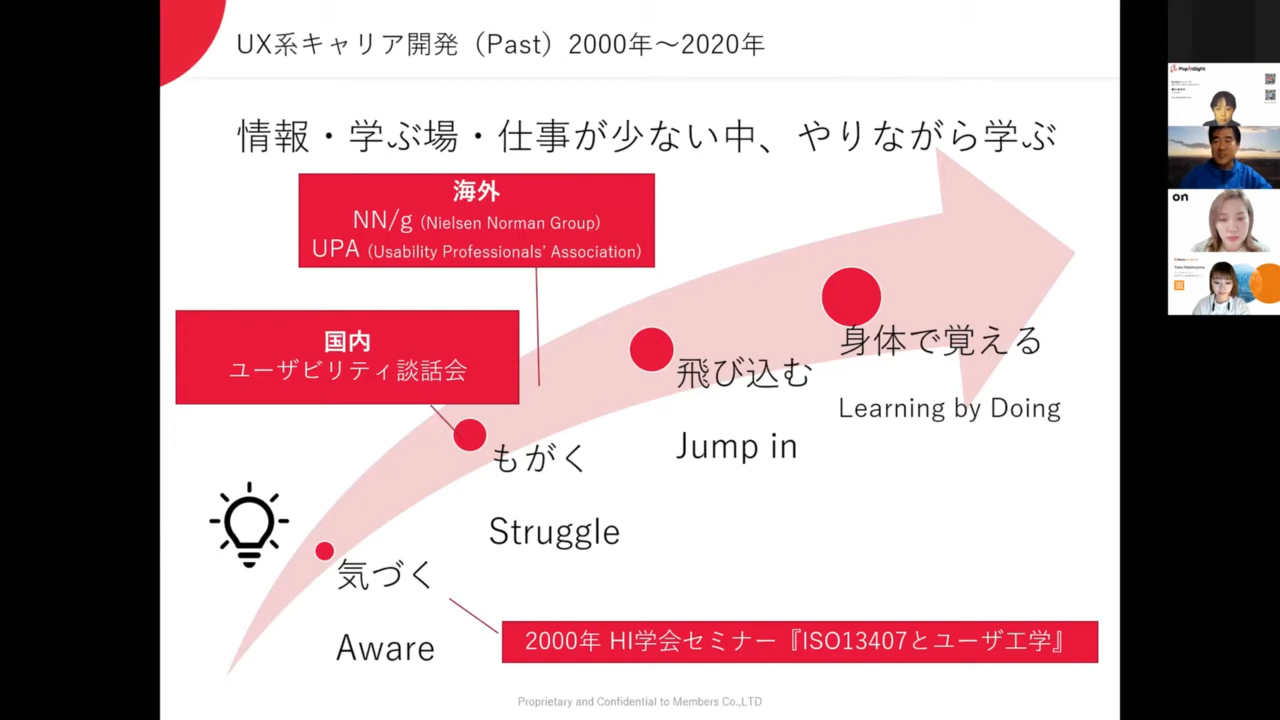 UX系キャリア開発（Past）2000年～2020年
情報・学ぶ場・仕事が少ない中、やりながら学ぶ
海外
NN/g (Nielsen Norman Group)
UPA (Usability Professionals’ Association)
国内
ユーザビリティ談話会
身体で覚える
Learning by Doing
飛び込む
Jump in
もがく
Struggle
気づく
Aware
2000年 HI学会セミナー『ISO13407とユーザ工学』
Proprietary and Confidential to Members Co.,LTD
PopInsight
on